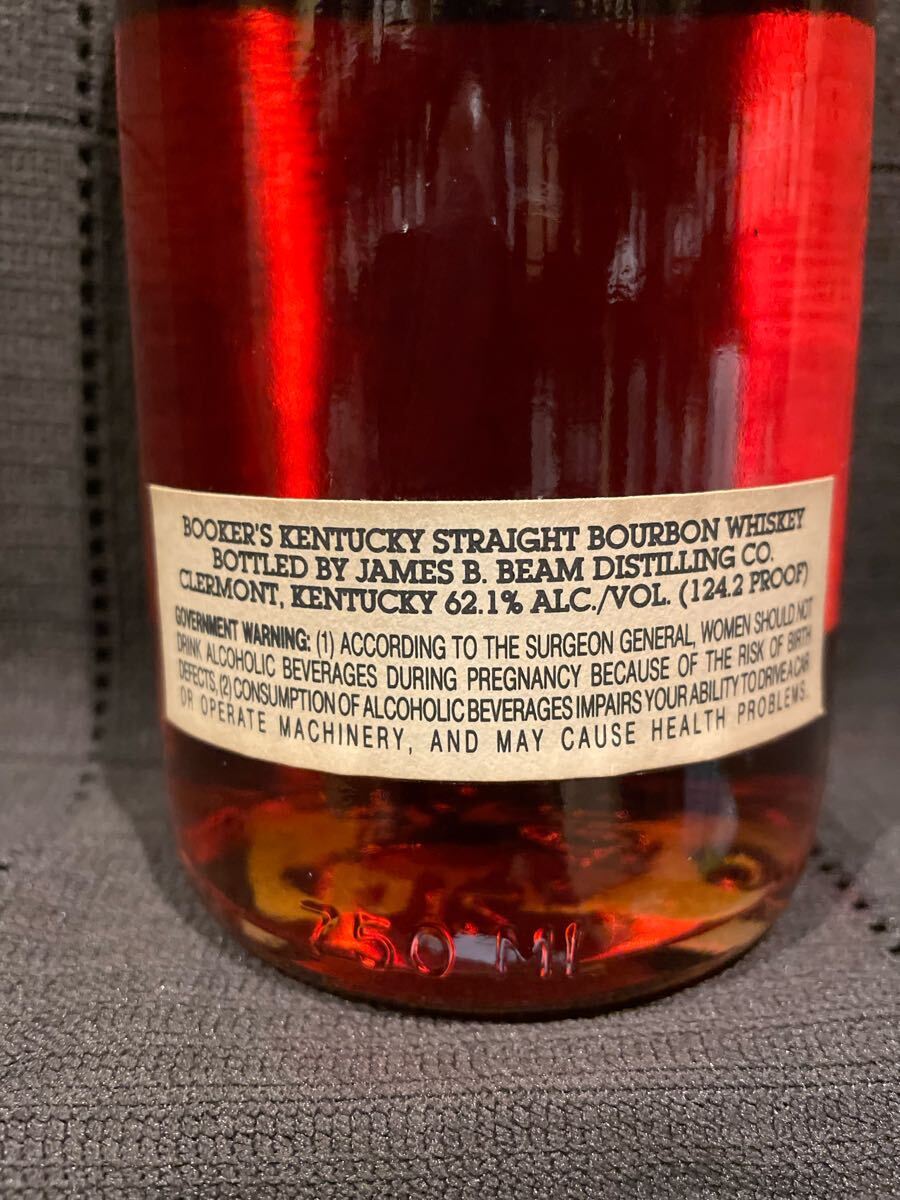 BOOKER'S KENTUCKY STRAIGHT BOURBON WHISKEY
BOTTLED BY JAMES B. BEAM DISTILLING CO.
CLERMONT, KENTUCKY 62.1% ALC./VOL. (124.2 PROOF)
GOVERNMENT WARNING: (1) ACCORDING TO THE SURGEON GENERAL, WOMEN SHOULD NOT
DRINK ALCOHOLIC BEVERAGES DURING PREGNANCY BECAUSE OF THE RISK OF BIRTH
DEFECTS, (2) CONSUMPTION OF ALCOHOLIC BEVERAGES IMPAIRS YOUR ABILITY TO DRIVE A CAR
OR OPERATE MACHINERY, AND MAY CAUSE HEALTH PROBLEMS.
750 Ml